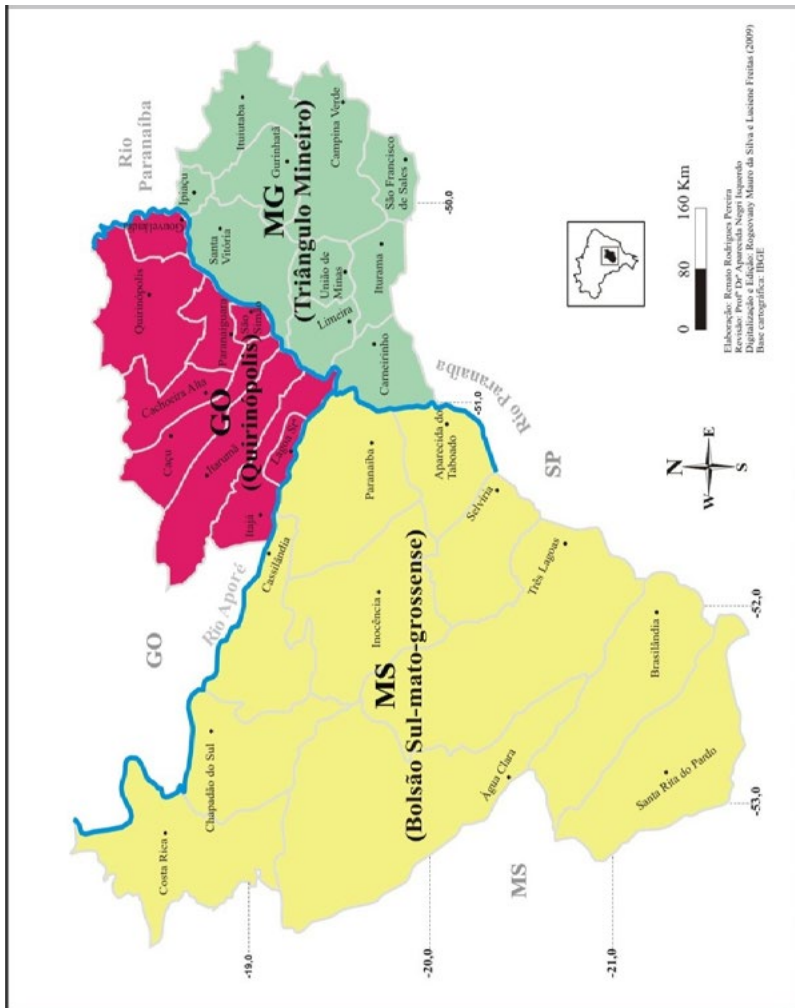 Rio
Paranaíba
Ipiaçu
Ituiutaba
Gouvelândia
Quirinópolis
Santa
Vitória
MG
(Triângulo Mineiro)
Gurinhatã
Campina Verde
São Francisco
de Sales
-50,0
União de
Minas
Iturama
Limeira
Carneirinho
Paranaiguara
São
Simão
Cachoeira Alta
Caçu
GO
(Quirinópolis)
Itarumã
Lagoa Sta
Itajá
Rio Paranaíba
-51,0
GO
Rio Aporé
Cassilândia
Paranaíba
Aparecida do
Taboado
Selvíria
SP
Inocência
Três Lagoas
-52,0
MS
(Bolsão Sul-mato-grossense)
Chapadão do Sul
Costa Rica
Água Clara
Brasilândia
Santa Rita do Pardo
-53,0
MS
-19,0
-20,0
-21,0
N
W
E
S
0
80
160 Km
Elaboração: Renato Rodrigues Pereira
Revisão: Profª Drª Aparecida Negri Isquerdo
Digitalização e Edição: Rogeovany Mauro da Silva e Luciene Freitas (2009)
Base cartográfica: IBGE